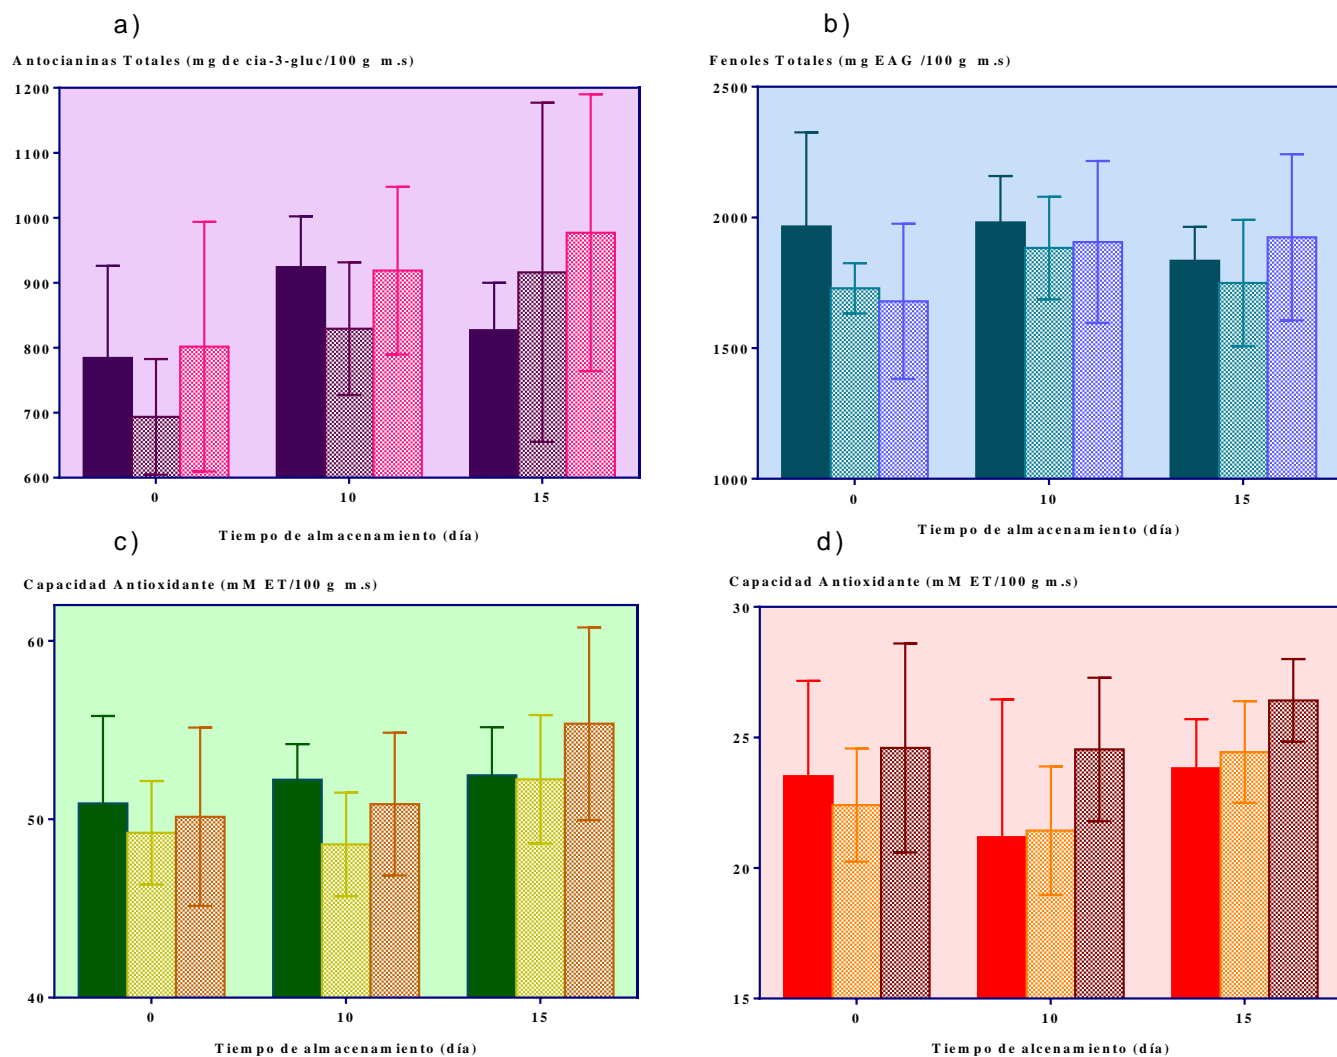 a)
Antocianinas Totales (mg de cia-3-gluc/100 g m.s)
1200
1100
1000
900
800
700
600
0 10 15
Tiempo de almacenamiento (día)
b)
Fenoles Totales (mg EAG /100 g m.s)
2500
2000
1500
1000
0 10 15
Tiempo de almacenamiento (día)
c)
Capacidad Antioxidante (mM ET/100 g m.s)
60
50
40
0 10 15
Tiempo de almacenamiento (día)
d)
Capacidad Antioxidante (mM ET/100 g m.s)
30
25
20
15
0 10 15
Tiempo de alcenamiento (día)